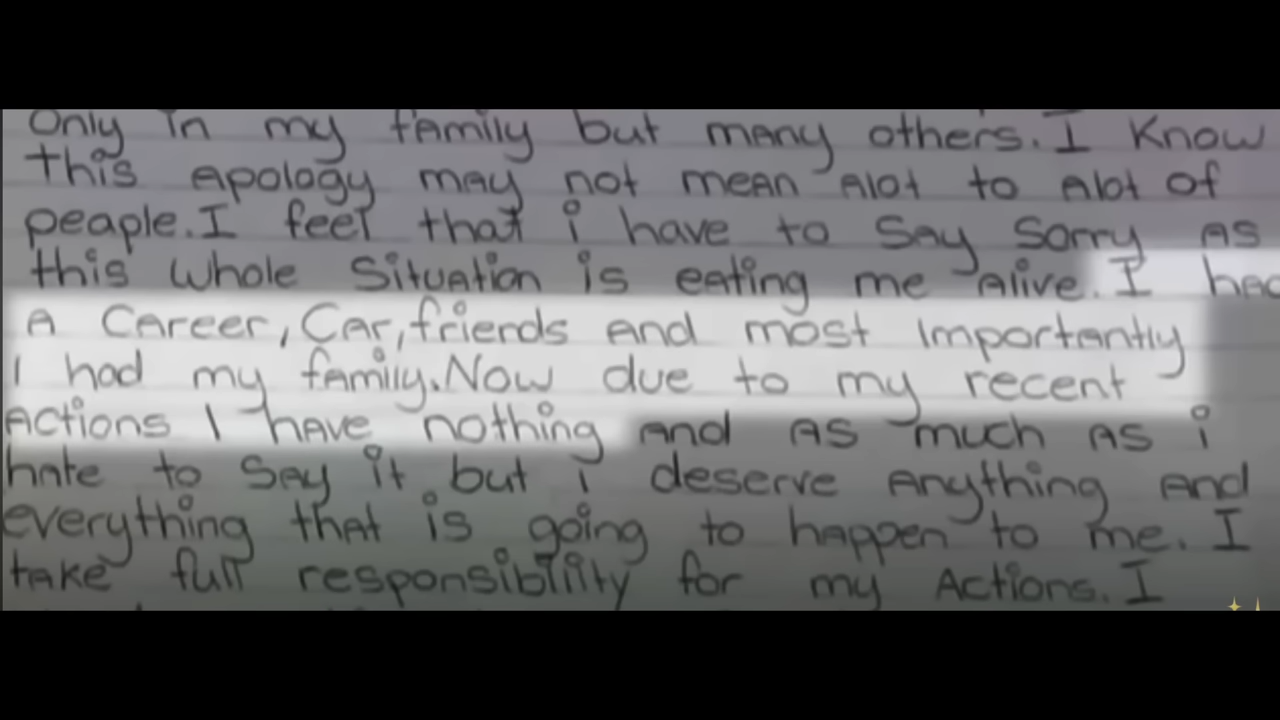 Only in my family but many others. I Know
this apology may not mean Alot to Alot of
peaple. I feel that i have to Say Sorry As
this whole Situation is eating me Alive. I had
A Career, Car, friends And most Importantly
I had my family. Now due to my recent
Actions I have nothing And As much As i
hate to Say it but i deserve Anything And
everything that is going to happen to me. I
take full responsibility for my Actions. I